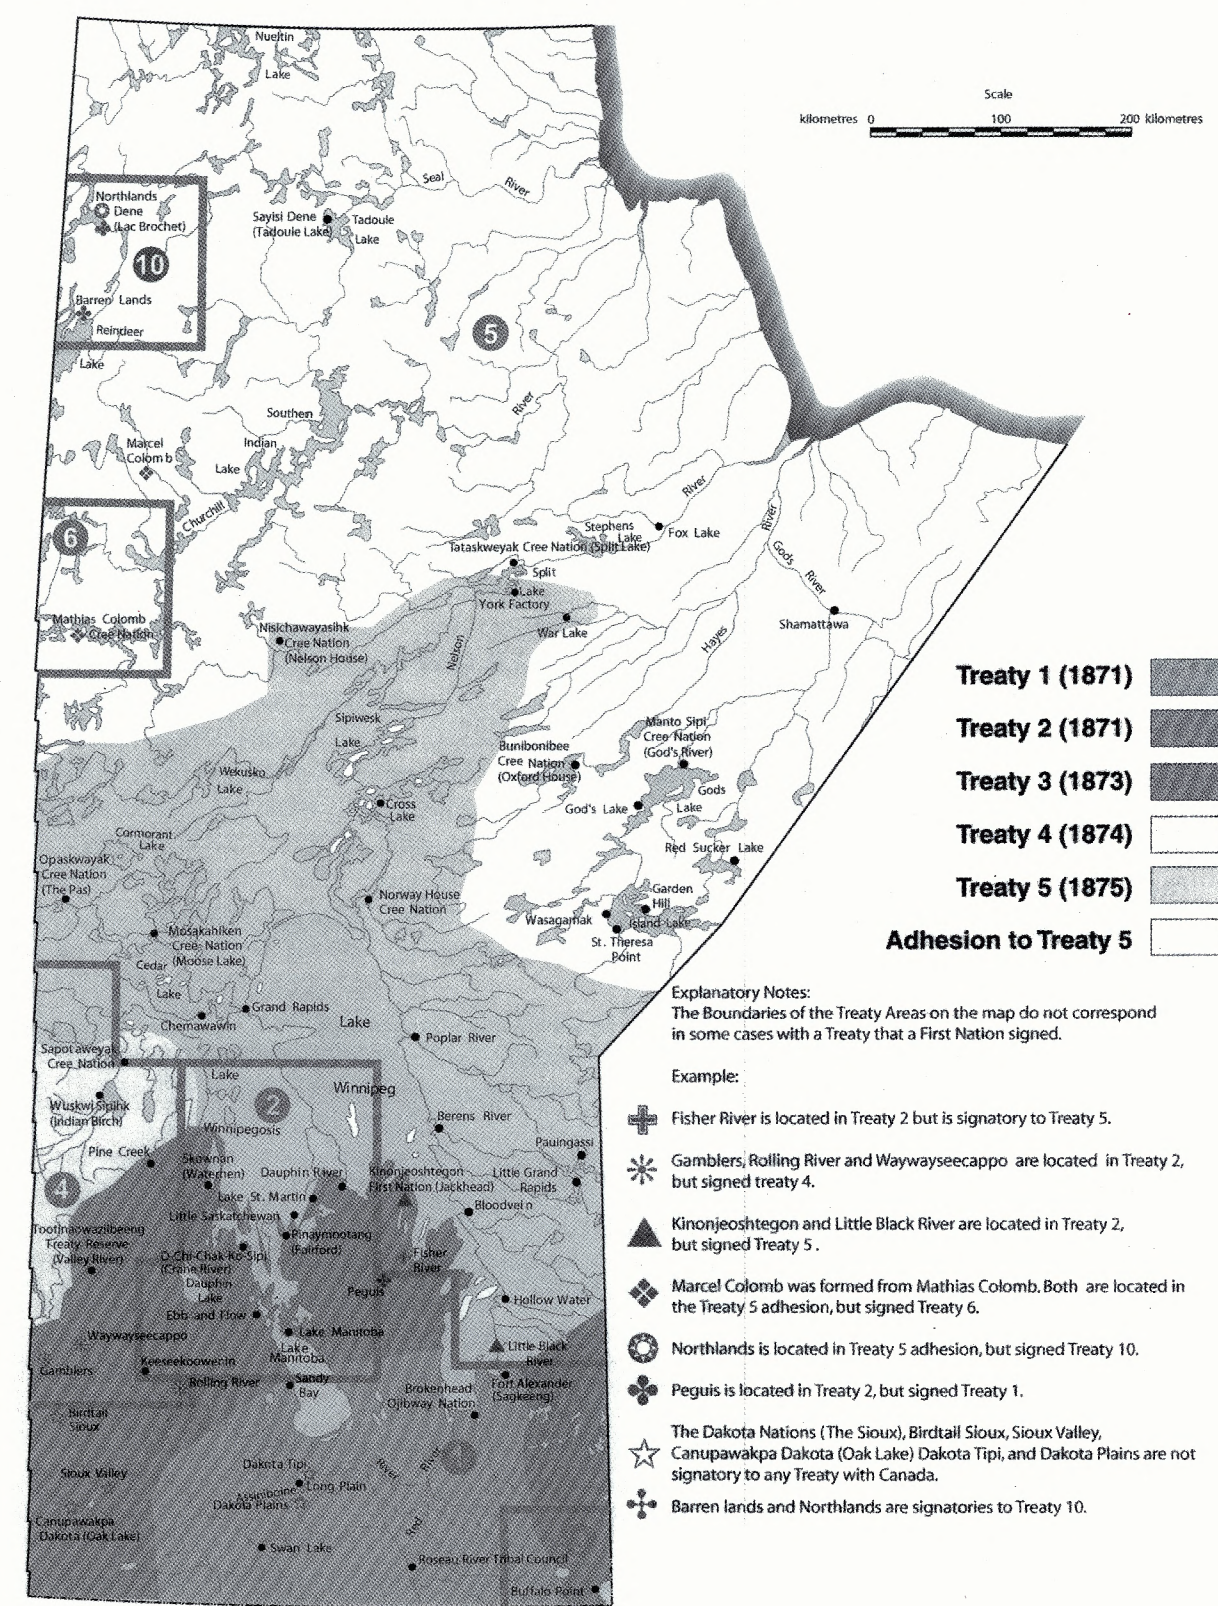 Nueltin
Lake
Scale
kilometres 0 100 200 kilometres
Seal River
Northlands
Dene
(Lac Brochet)
Sayisi Dene
(Tadoule Lake)
Tadoule
Lake
10
Barren Lands
Reindeer
Lake
5
River
Southern
Indian
Lake
Marcel
Colomb
Churchill
River
6
Stephens
Lake
Fox Lake
River
Gods
River
Tataskweyak Cree Nation (Split Lake)
Split
Lake
York Factory
War Lake
Shamattawa
Mathias Colomb
Cree Nation
Nisichawayasihk
Cree Nation
(Nelson House)
Nelson
Hayes
Treaty 1 (1871)
Treaty 2 (1871)
Treaty 3 (1873)
Treaty 4 (1874)
Treaty 5 (1875)
Adhesion to Treaty 5
Sipiwesk
Lake
Manto Sipi
Cree Nation
(God's River)
Bunibonibee
Cree Nation
(Oxford House)
Wekusko
Lake
Gods
Lake
God's Lake
Cross
Lake
Cormorant
Lake
Red Sucker Lake
Opaskwayak
Cree Nation
(The Pas)
Norway House
Cree Nation
Garden
Hill
Wasagamak
Island Lake
St. Theresa
Point
Mosakahiken
Cree Nation
(Moose Lake)
Cedar
Lake
Grand Rapids
Chemawawin
Lake
Poplar River
Explanatory Notes:
The Boundaries of the Treaty Areas on the map do not correspond
in some cases with a Treaty that a First Nation signed.
Example:
Sapotaweyak
Cree Nation
Lake
Winnipeg
2
Wuskwi Sipihk
(Indian Birch)
Winnipegosis
Berens River
Fisher River is located in Treaty 2 but is signatory to Treaty 5.
Pine Creek
Skownan
(Waterhen)
Dauphin River
Kinonjeoshtegon
First Nation (Jackhead)
Little Grand
Rapids
Pauingassi
Gamblers, Rolling River and Waywayseecappo are located in Treaty 2,
but signed treaty 4.
4
Lake St. Martin
Little Saskatchewan
Bloodvein
Tootinaowaziibeeng
Treaty Reserve
(Valley River)
Pinaymootang
(Fairford)
Kinonjeoshtegon and Little Black River are located in Treaty 2,
but signed Treaty 5.
O-Chi-Chak-Ko-Sipi
(Crane River)
Fisher
River
Dauphin
Lake
Peguis
Marcel Colomb was formed from Mathias Colomb. Both are located in
the Treaty 5 adhesion, but signed Treaty 6.
Ebb and Flow
Hollow Water
Lake Manitoba
Lake
Manitoba
Waywayseecappo
Little Black
River
Northlands is located in Treaty 5 adhesion, but signed Treaty 10.
Gamblers
Keeseekoowenin
Rolling River
Sandy
Bay
Brokenhead
Ojibway Nation
Fort Alexander
(Sagkeeng)
Peguis is located in Treaty 2, but signed Treaty 1.
Birdtail
Sioux
The Dakota Nations (The Sioux), Birdtail Sioux, Sioux Valley,
Canupawakpa Dakota (Oak Lake) Dakota Tipi, and Dakota Plains are not
signatory to any Treaty with Canada.
Sioux Valley
Dakota Tipi
River
River
Assiniboine
Long Plain
Dakota Plains
Barren lands and Northlands are signatories to Treaty 10.
Canupawakpa
Dakota (Oak Lake)
Red
Swan Lake
Roseau River Tribal Council
Buffalo Point